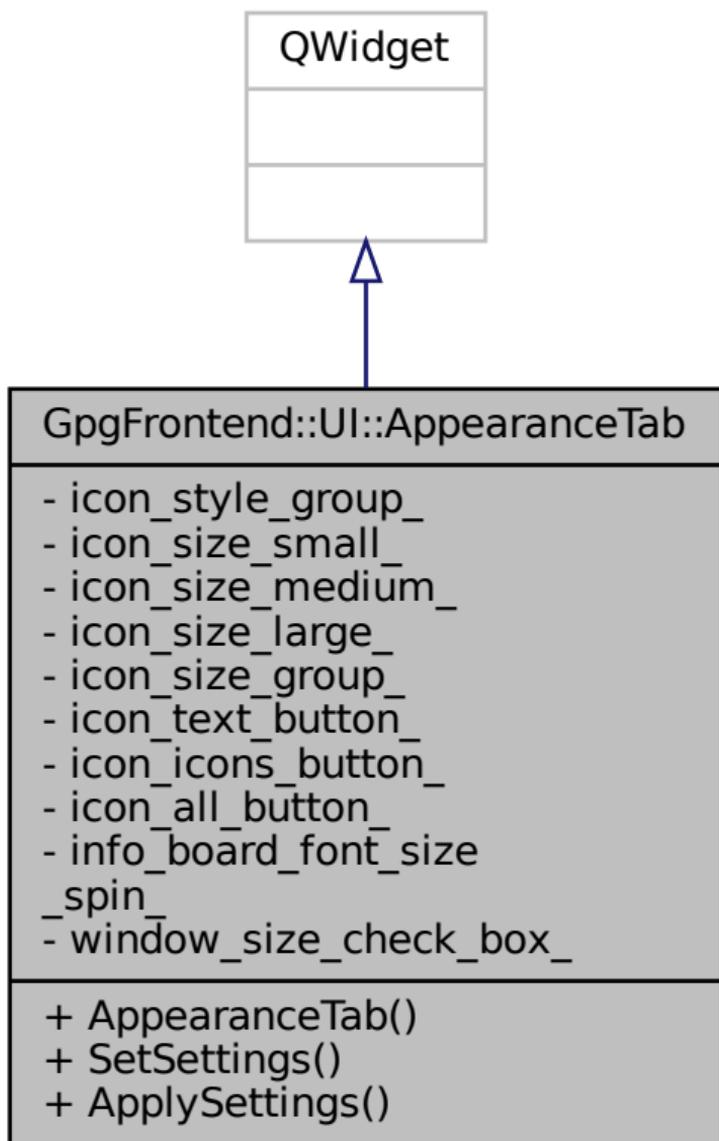 QWidget
GpgFrontend::UI::AppearanceTab
- icon_style_group_
- icon_size_small_
- icon_size_medium_
- icon_size_large_
- icon_size_group_
- icon_text_button_
- icon_icons_button_
- icon_all_button_
- info_board_font_size
_spin_
- window_size_check_box_
+ AppearanceTab()
+ SetSettings()
+ ApplySettings()